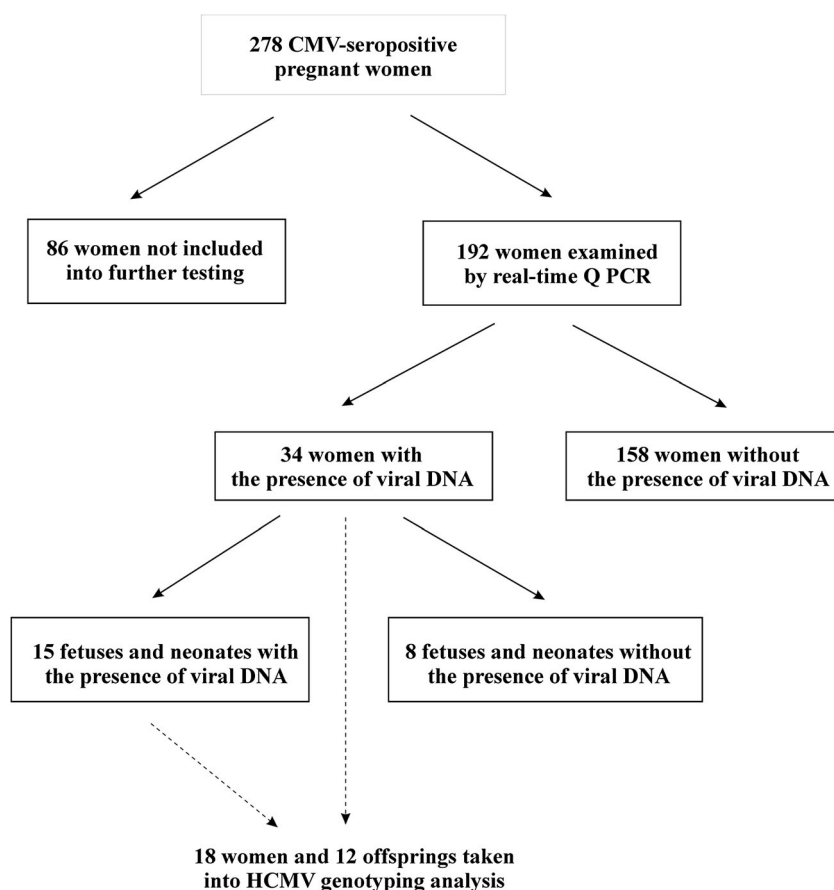 278 CMV-seropositive
pregnant women
86 women not included
into further testing
192 women examined
by real-time Q PCR
34 women with
the presence of viral DNA
158 women without
the presence of viral DNA
15 fetuses and neonates with
the presence of viral DNA
8 fetuses and neonates without
the presence of viral DNA
18 women and 12 offsprings taken
into HCMV genotyping analysis